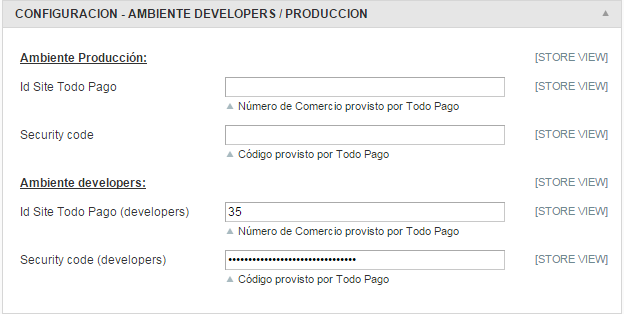 CONFIGURACION - AMBIENTE DEVELOPERS / PRODUCCION
Ambiente Producción: [STORE VIEW]
Id Site Todo Pago [STORE VIEW]
Número de Comercio provisto por Todo Pago
Security code [STORE VIEW]
Código provisto por Todo Pago
Ambiente developers: [STORE VIEW]
Id Site Todo Pago (developers) 35 [STORE VIEW]
Número de Comercio provisto por Todo Pago
Security code (developers) •••••••••••••••••••••••••••••••• [STORE VIEW]
Código provisto por Todo Pago